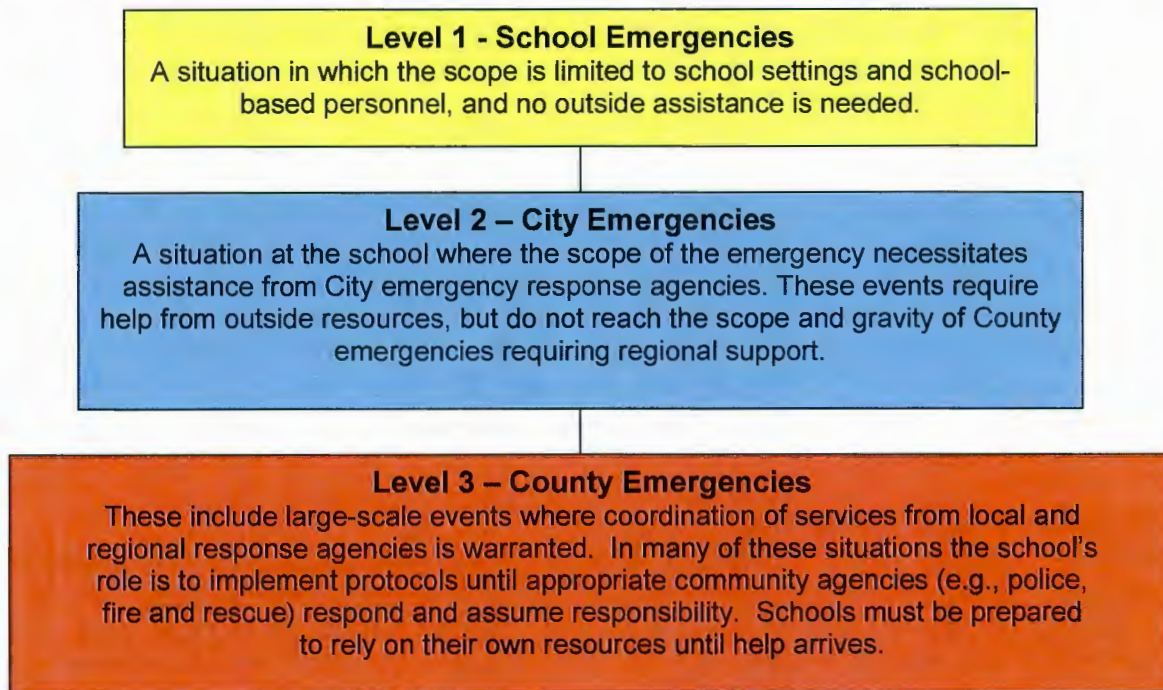 Level 1 - School Emergencies
A situation in which the scope is limited to school settings and school-
based personnel, and no outside assistance is needed.
Level 2 – City Emergencies
A situation at the school where the scope of the emergency necessitates
assistance from City emergency response agencies. These events require
help from outside resources, but do not reach the scope and gravity of County
emergencies requiring regional support.
Level 3 – County Emergencies
These include large-scale events where coordination of services from local and
regional response agencies is warranted. In many of these situations the school's
role is to implement protocols until appropriate community agencies (e.g., police,
fire and rescue) respond and assume responsibility. Schools must be prepared
to rely on their own resources until help arrives.